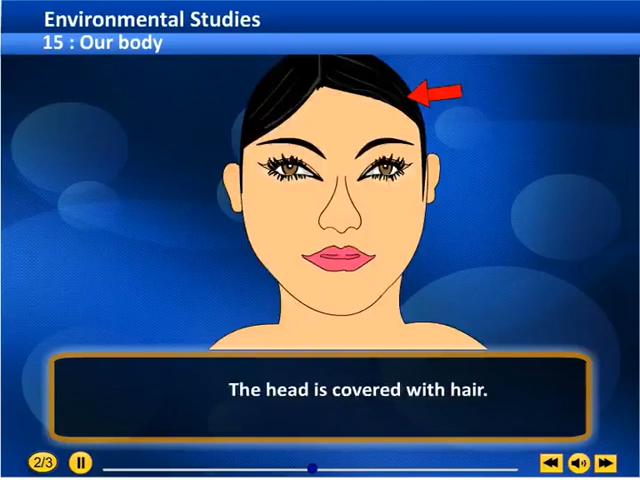 Environmental Studies
15 : Our body
The head is covered with hair.
2/3